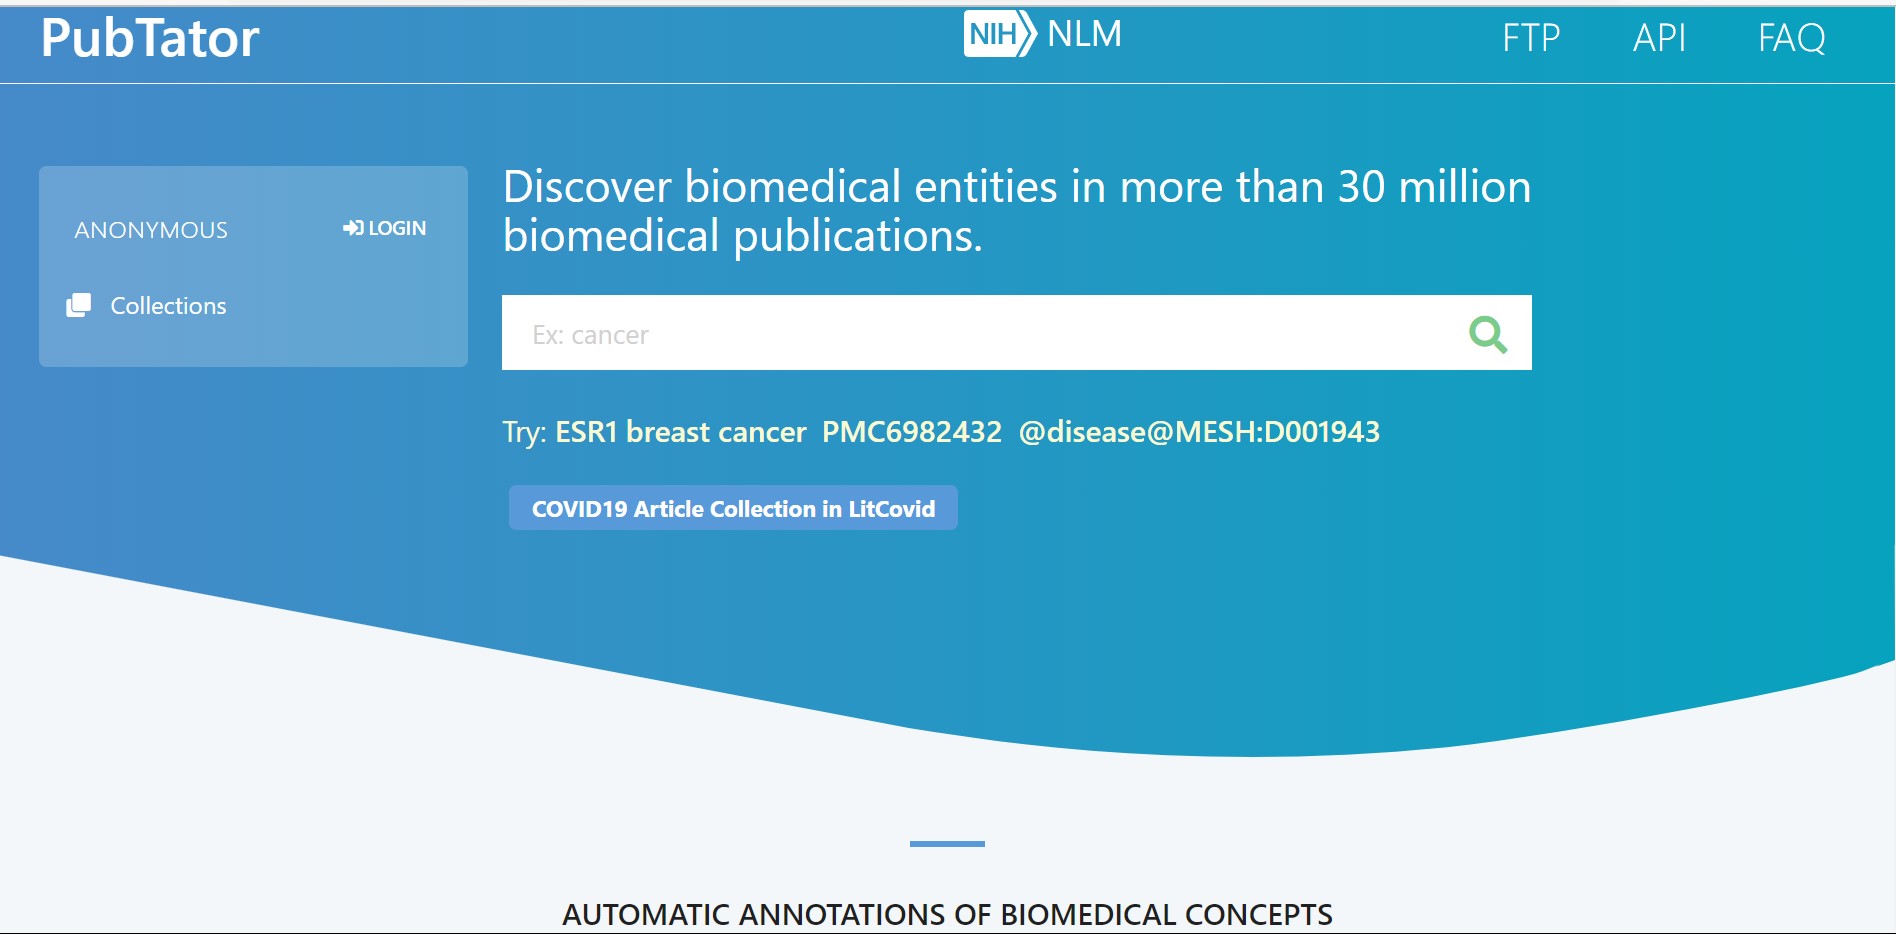 PubTator
NIH NLM
FTP API FAQ
ANONYMOUS LOGIN
Collections
Discover biomedical entities in more than 30 million
biomedical publications.
Ex: cancer
Try: ESR1 breast cancer PMC6982432 @disease@MESH:D001943
COVID19 Article Collection in LitCovid
AUTOMATIC ANNOTATIONS OF BIOMEDICAL CONCEPTS